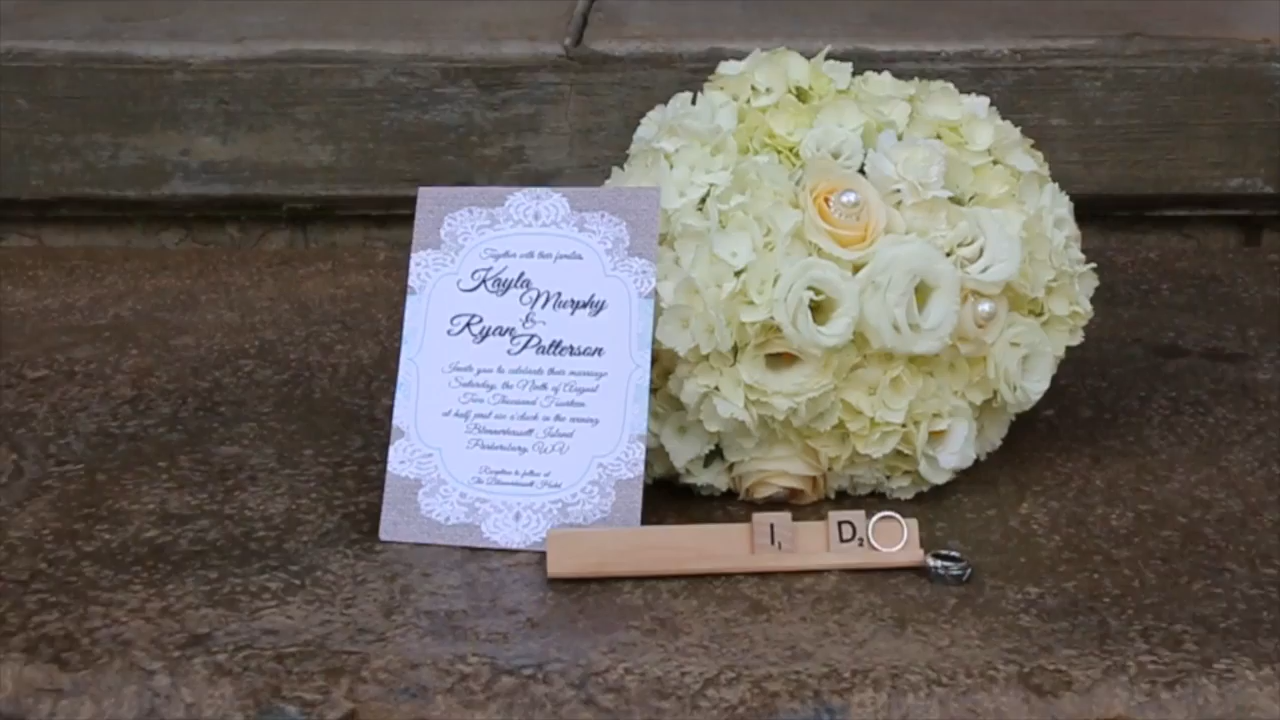 Together with their families,
Kayla
Murphy
&
Ryan
Patterson
Invite you to celebrate their marriage
Saturday, the Ninth of August
Two Thousand Fourteen
at half past six o'clock in the evening
Blennerhassett Island
Parkersburg, WV
Reception to follow at
The Blennerhassett Hotel
I1 D2